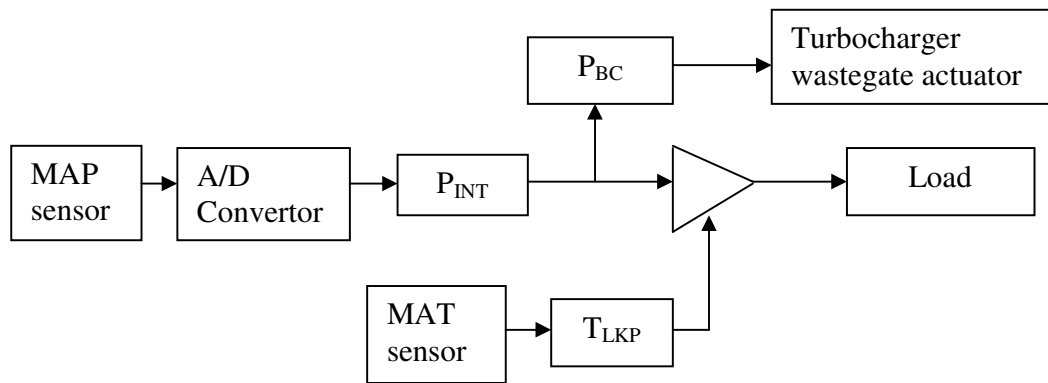 P_BC
Turbocharger
wastegate actuator
MAP
sensor
A/D
Convertor
P_INT
Load
MAT
sensor
T_LKP